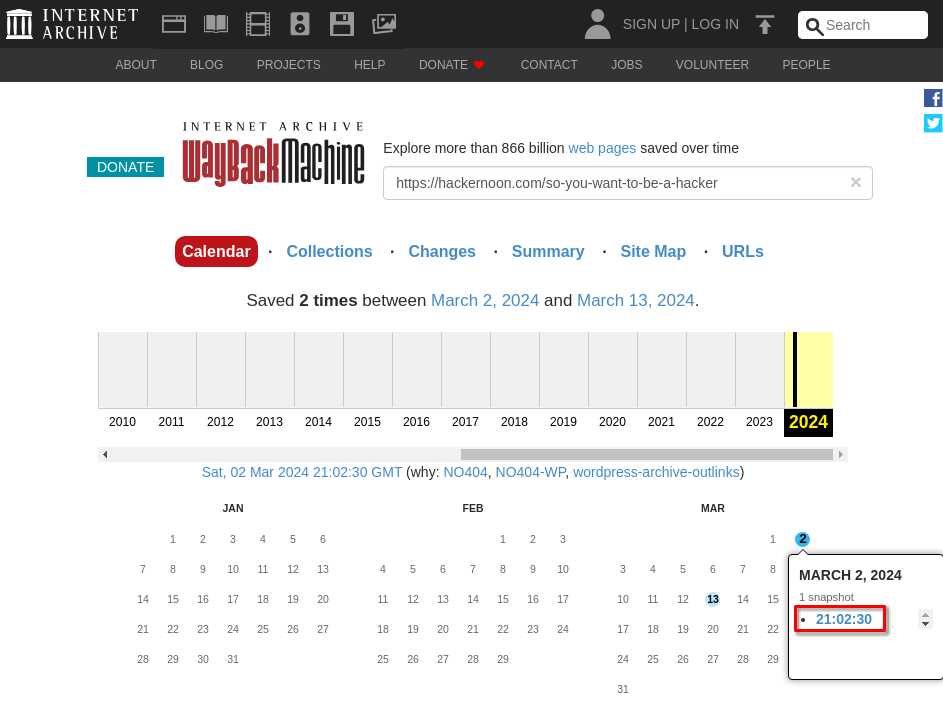 INTERNET ARCHIVE
SIGN UP | LOG IN
Search
ABOUT BLOG PROJECTS HELP DONATE CONTACT JOBS VOLUNTEER PEOPLE
INTERNET ARCHIVE
WayBackMachine
DONATE
Explore more than 866 billion web pages saved over time
https://hackernoon.com/so-you-want-to-be-a-hacker
Calendar · Collections · Changes · Summary · Site Map · URLs
Saved 2 times between March 2, 2024 and March 13, 2024.
2010 2011 2012 2013 2014 2015 2016 2017 2018 2019 2020 2021 2022 2023 2024
Sat, 02 Mar 2024 21:02:30 GMT (why: NO404, NO404-WP, wordpress-archive-outlinks)
JAN
1 2 3 4 5 6
7 8 9 10 11 12 13
14 15 16 17 18 19 20
21 22 23 24 25 26 27
28 29 30 31
FEB
1 2 3
4 5 6 7 8 9 10
11 12 13 14 15 16 17
18 19 20 21 22 23 24
25 26 27 28 29
MAR
1 2
3 4 5 6 7 8
10 11 12 13 14 15
17 18 19 20 21 22
24 25 26 27 28 29
31
MARCH 2, 2024
1 snapshot
• 21:02:30